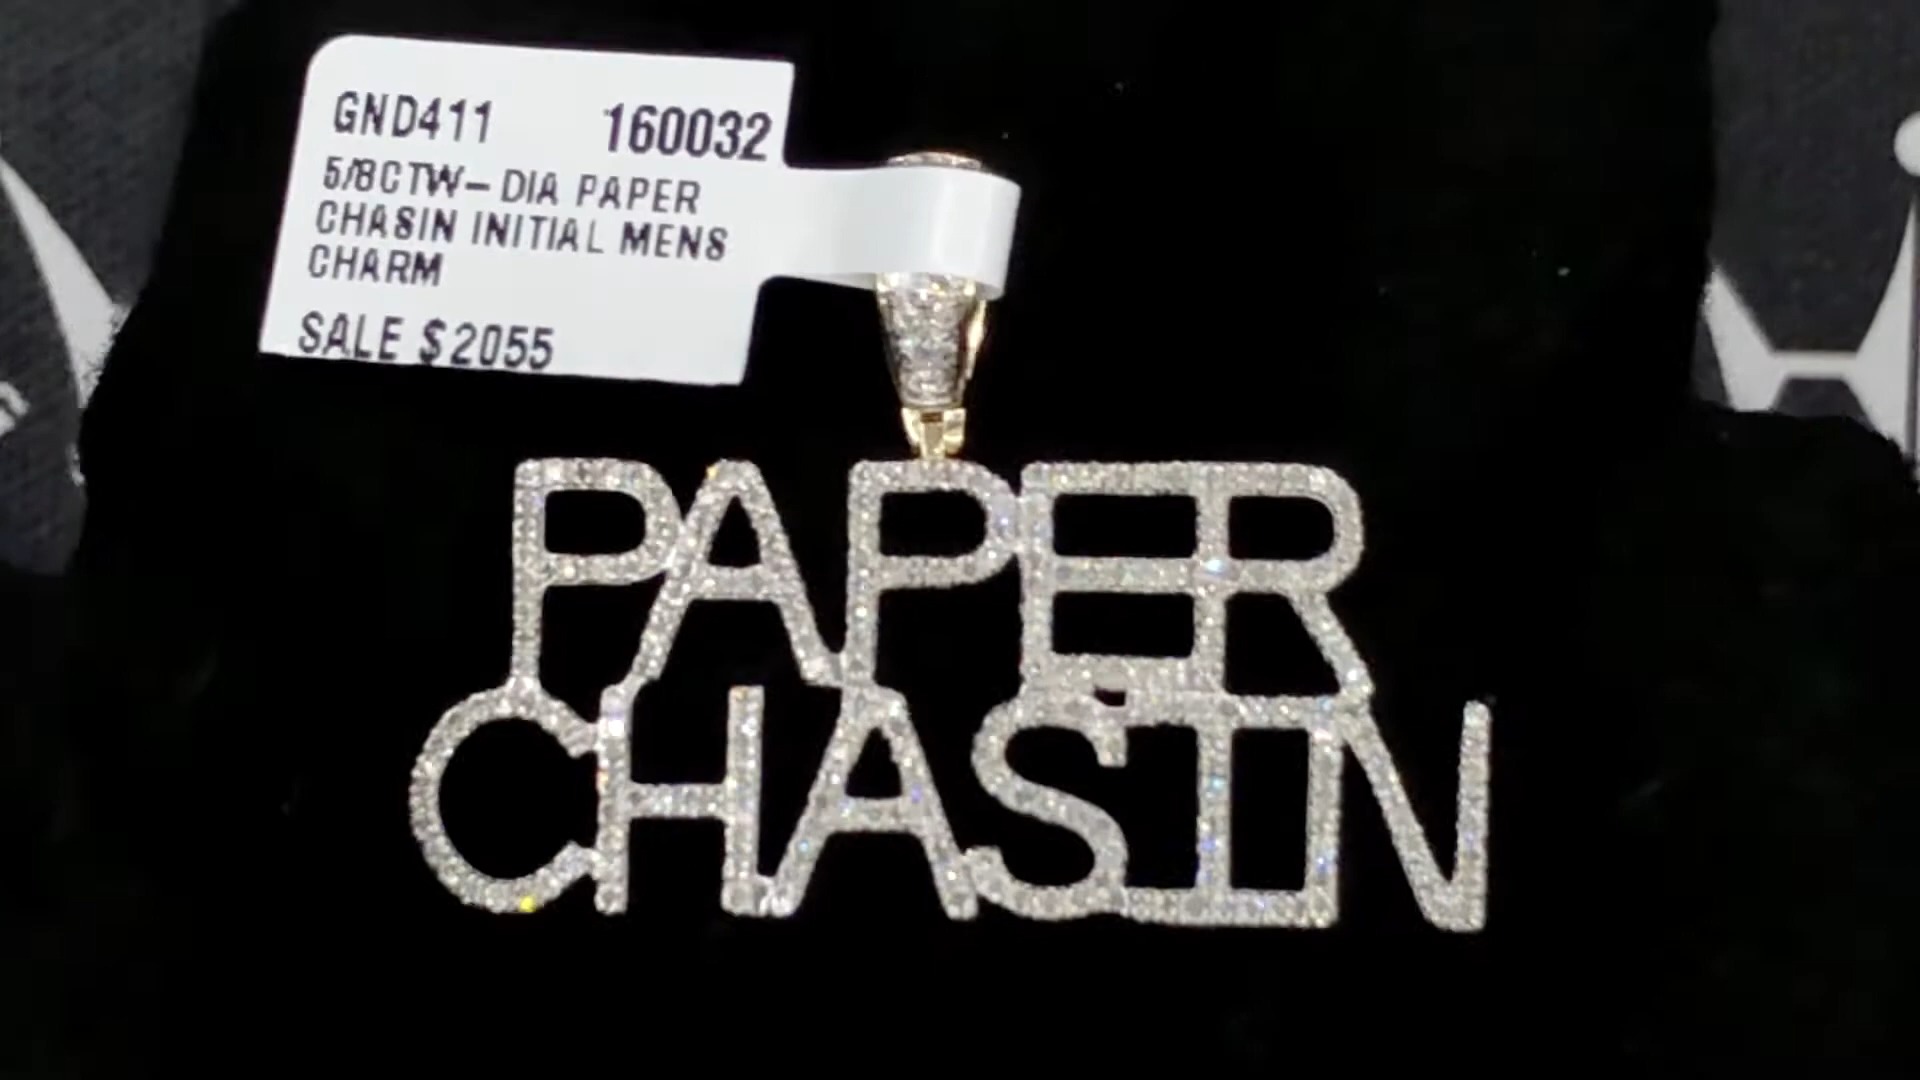 GND411 160032
5/8CTW-DIA PAPER
CHASIN INITIAL MENS
CHARM
SALE $2055
PAPER
CHASIN